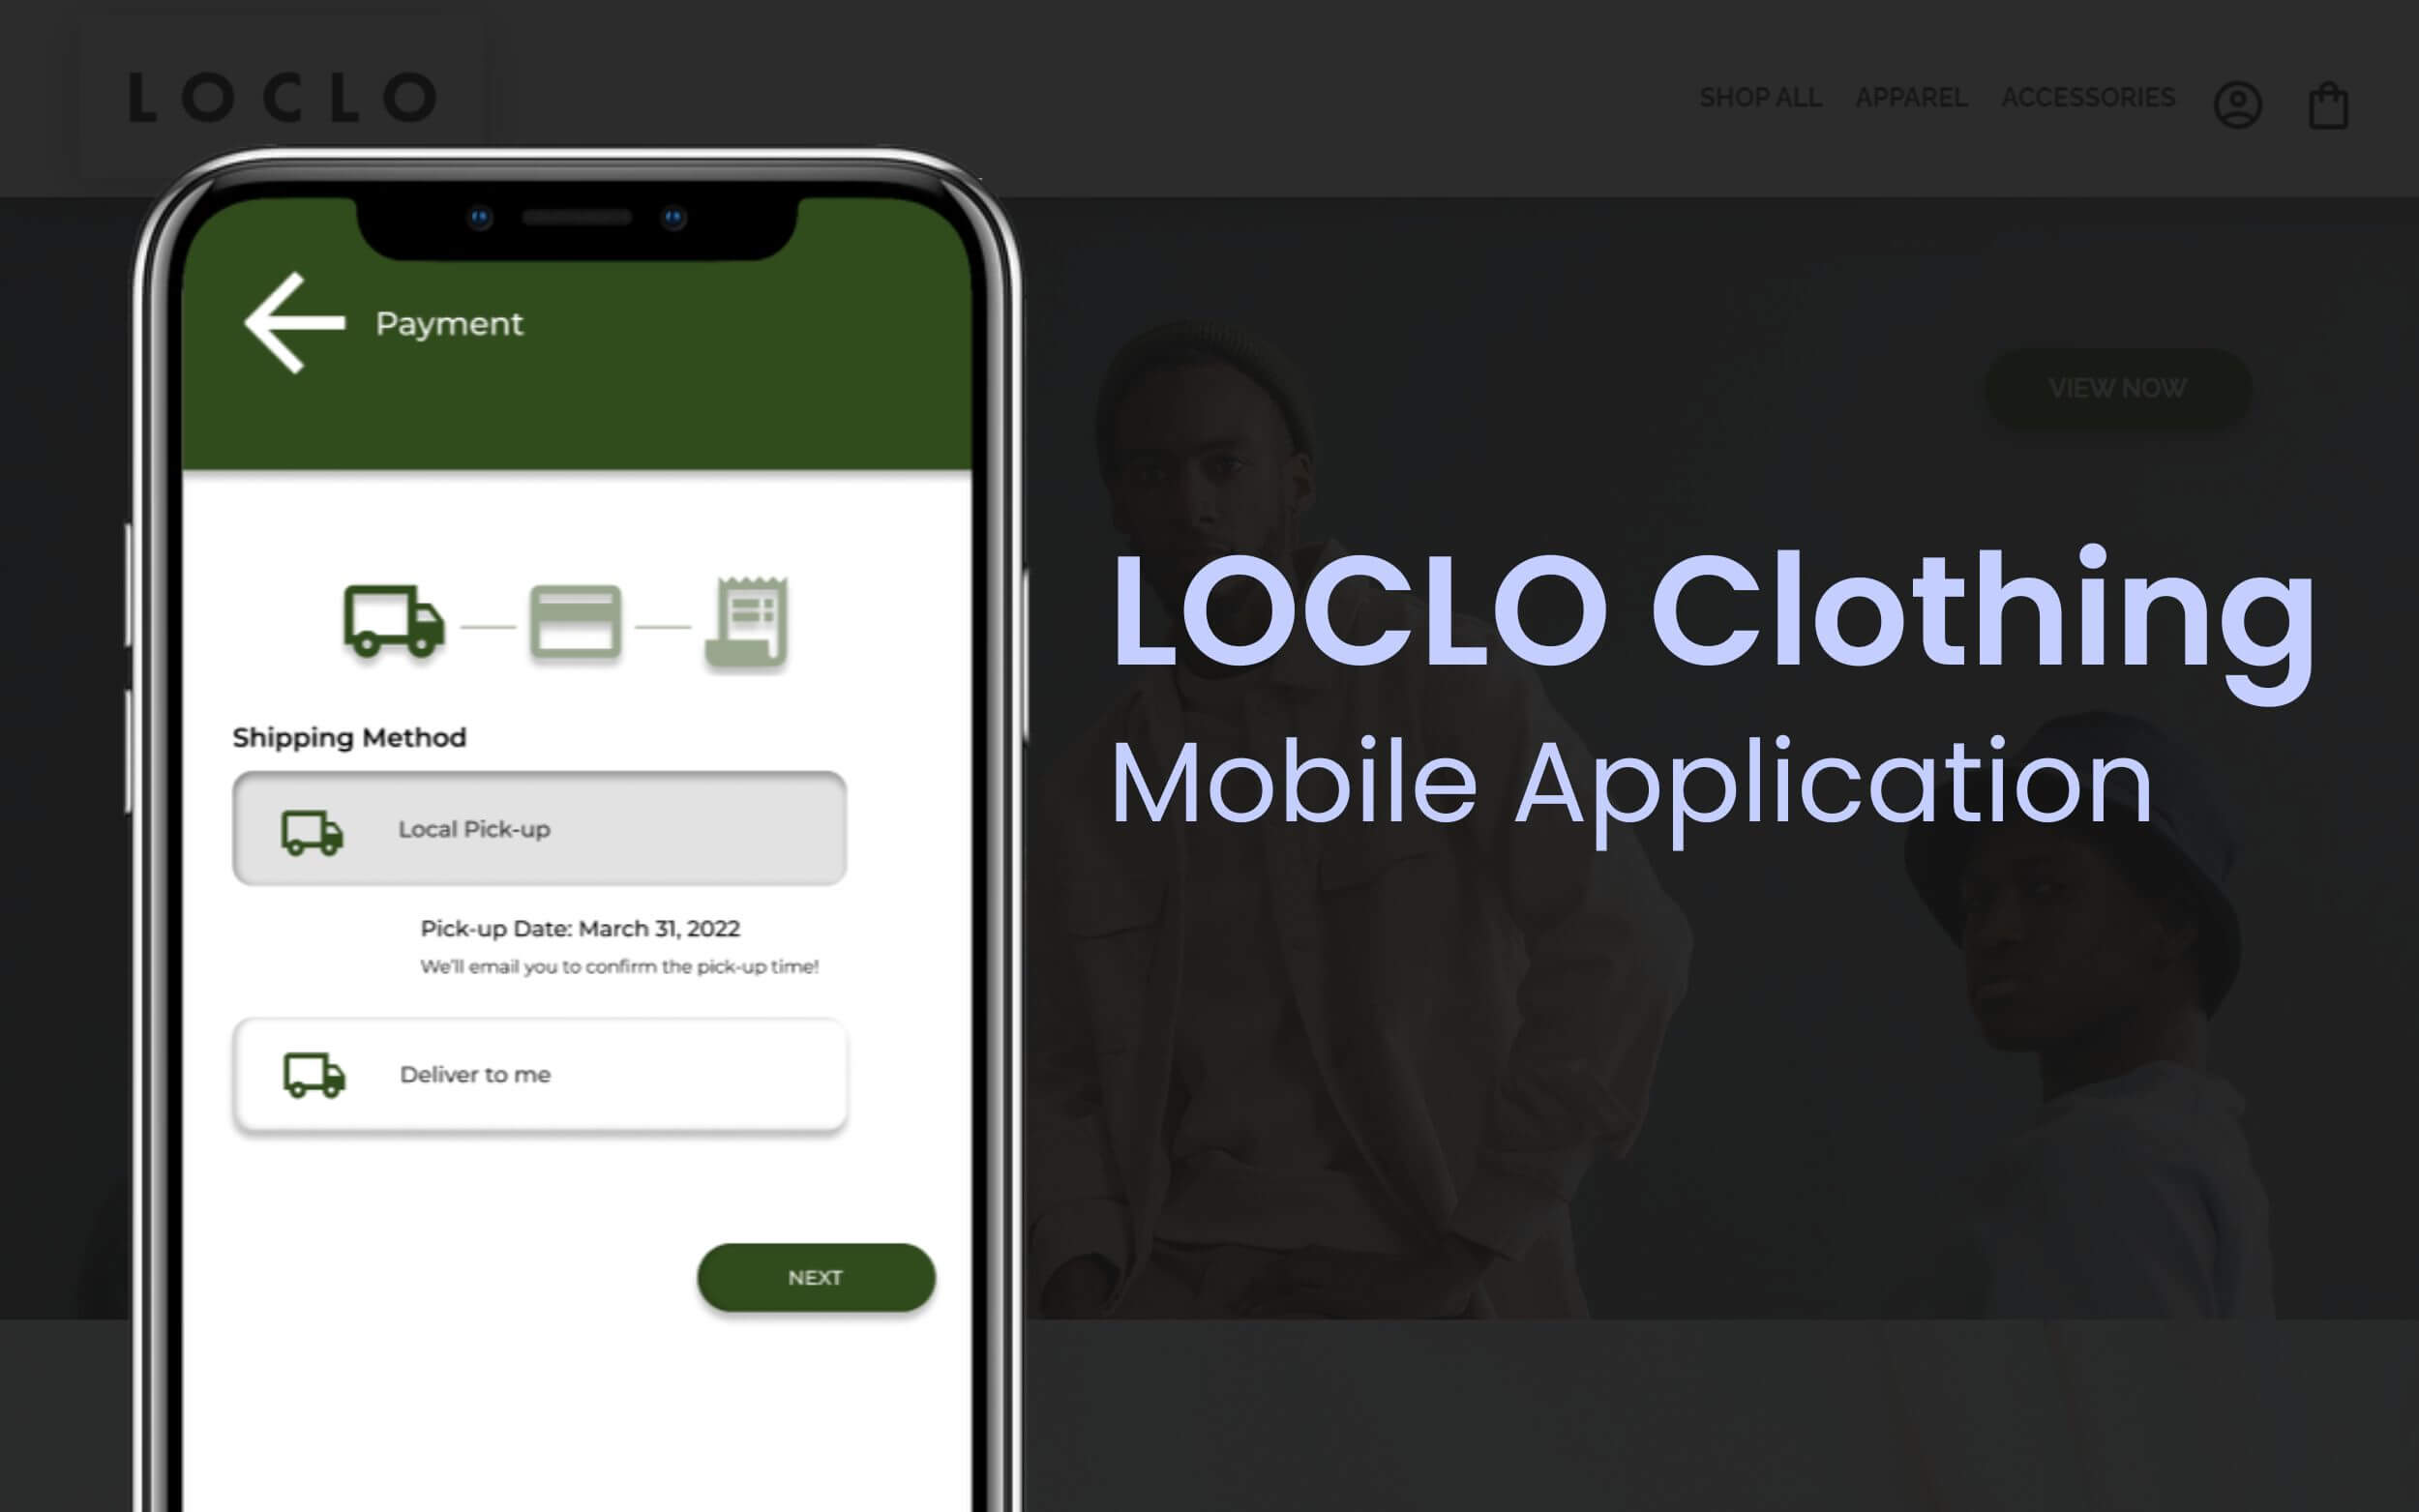 LOCLO
SHOP ALL APPAREL ACCESSORIES
VIEW NOW
Payment
Shipping Method
Local Pick-up
Pick-up Date: March 31, 2022
We'll email you to confirm the pick-up time!
Deliver to me
NEXT
LOCLO Clothing
Mobile Application